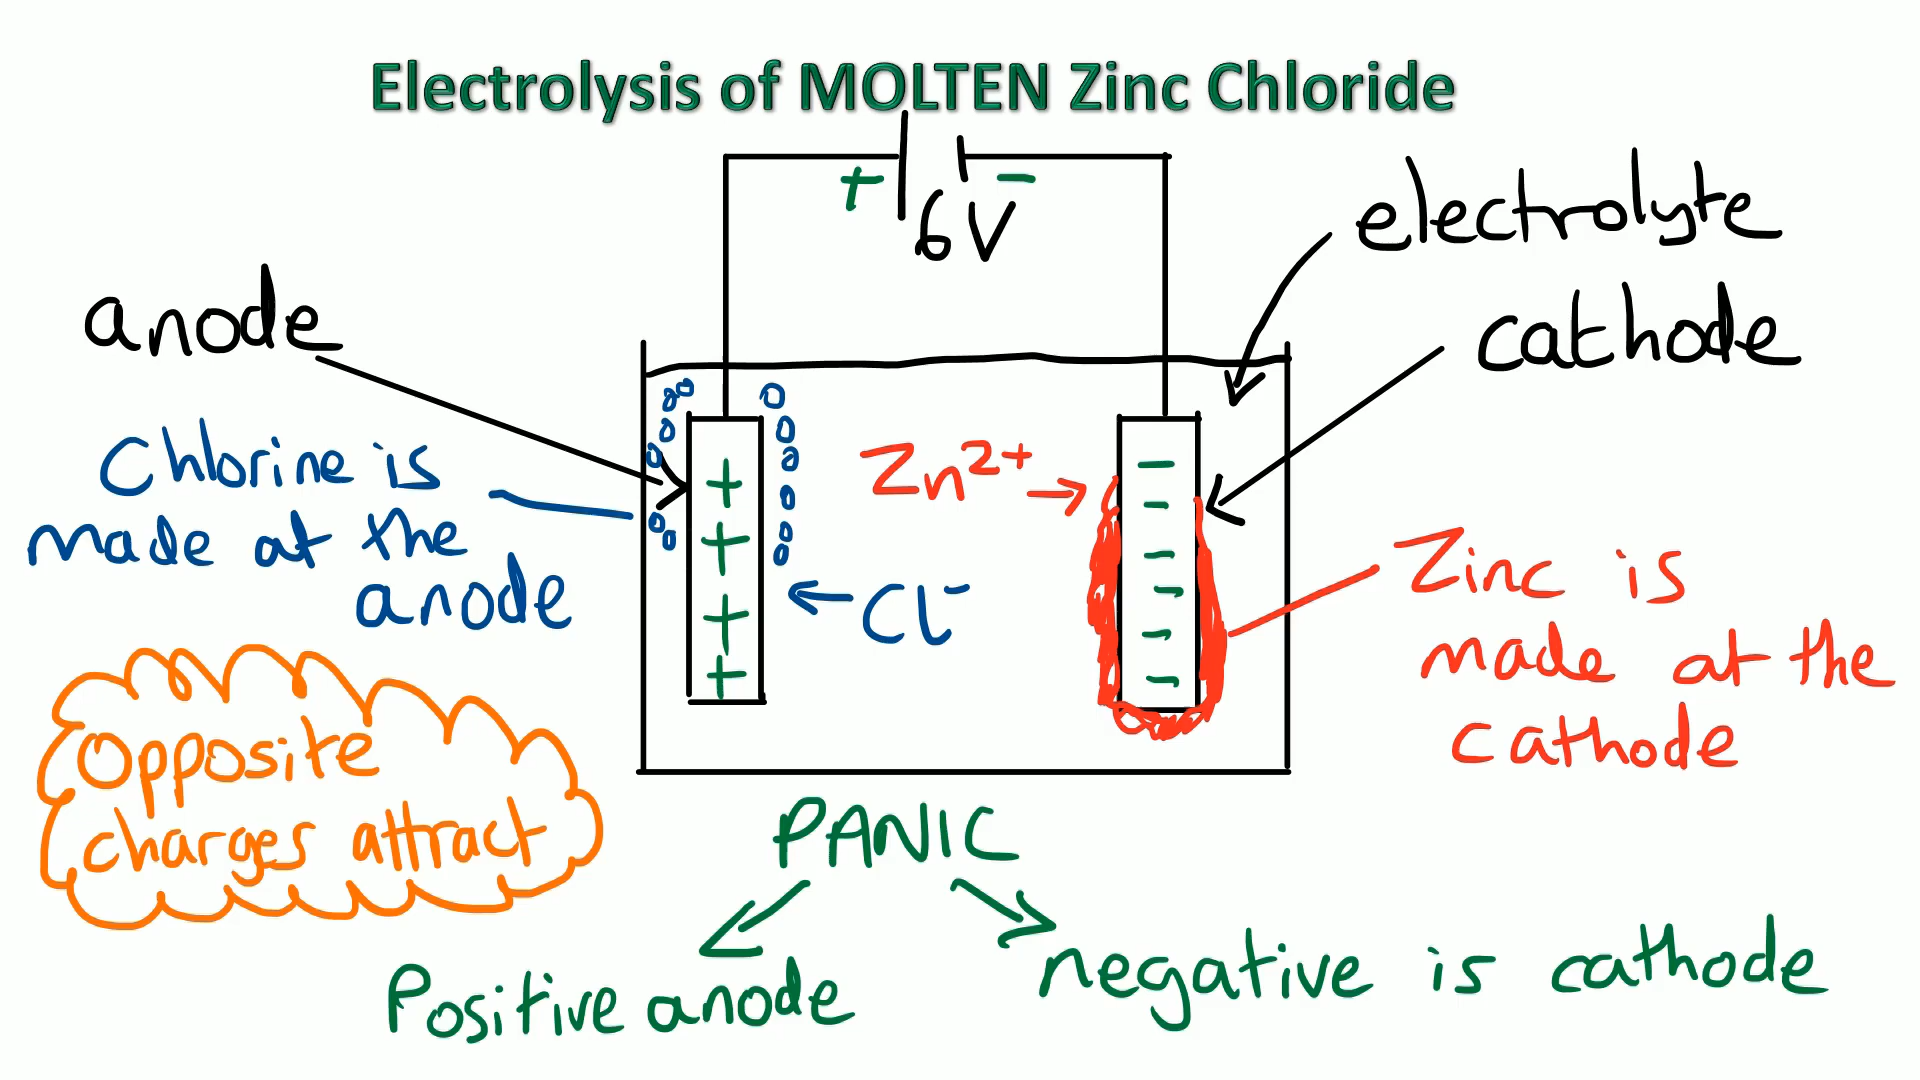 Electrolysis of MOLTEN Zinc Chloride
+ −
6V
electrolyte
anode
cathode
Chlorine is
made at the
anode
Zn²⁺ →
← Cl⁻
+
+
+
+
−
−
−
−
−
−
Zinc is
made at the
cathode
Opposite
charges attract
PANIC
Positive anode
negative is cathode